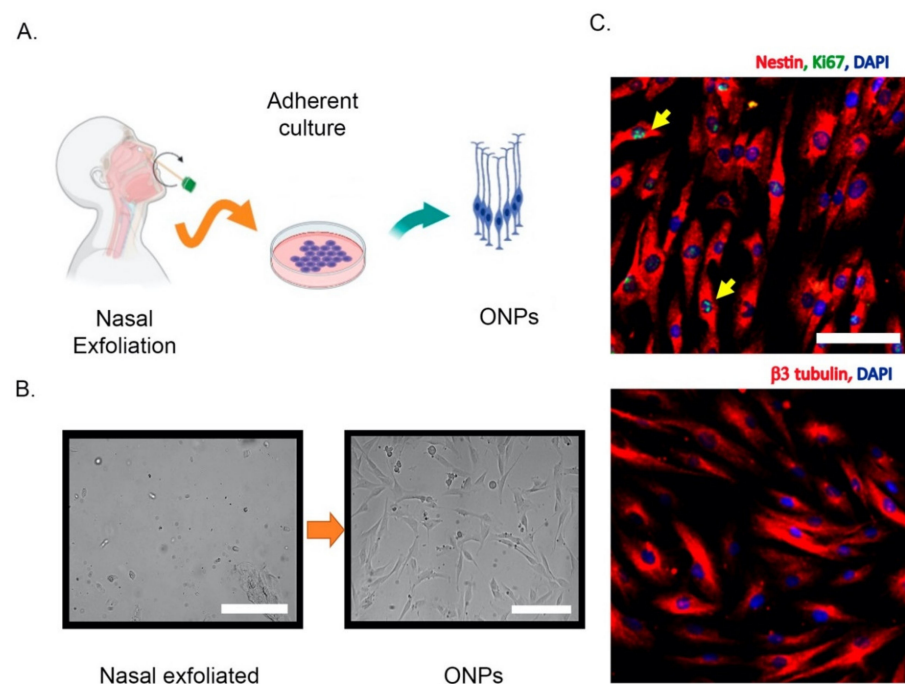 A.
Adherent
culture
Nasal
Exfoliation
ONPs
B.
Nasal exfoliated
ONPs
C.
Nestin, Ki67, DAPI
β3 tubulin, DAPI